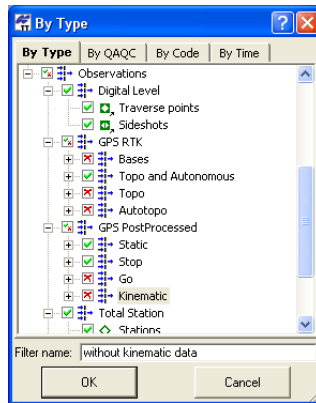 By Type
By Type By QAQC By Code By Time
Observations
Digital Level
Traverse points
Sideshots
GPS RTK
Bases
Topo and Autonomous
Topo
Autotopo
GPS PostProcessed
Static
Stop
Go
Kinematic
Total Station
Stations
Filter name: without kinematic data
OK Cancel